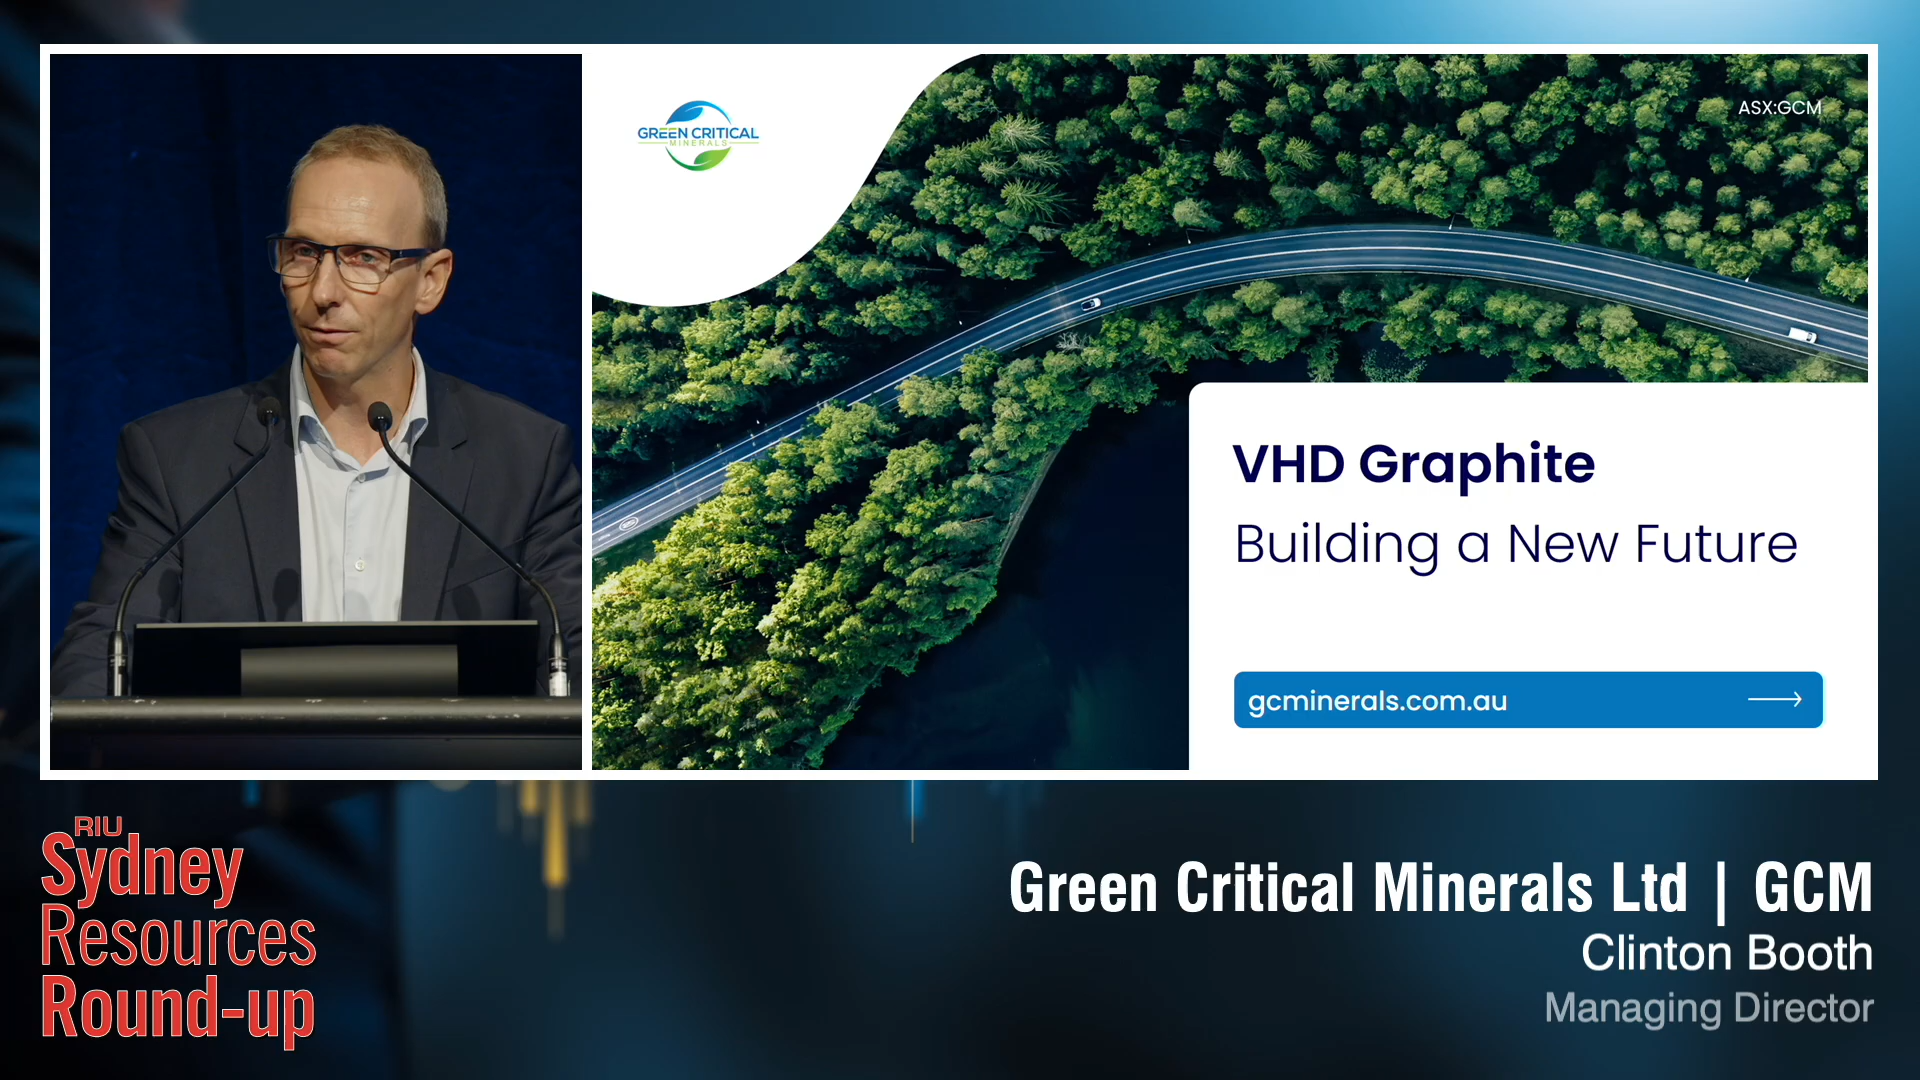 GREEN CRITICAL
MINERALS
ASX:GCM
VHD Graphite
Building a New Future
gcminerals.com.au
RIU
Sydney
Resources
Round-up
Green Critical Minerals Ltd | GCM
Clinton Booth
Managing Director